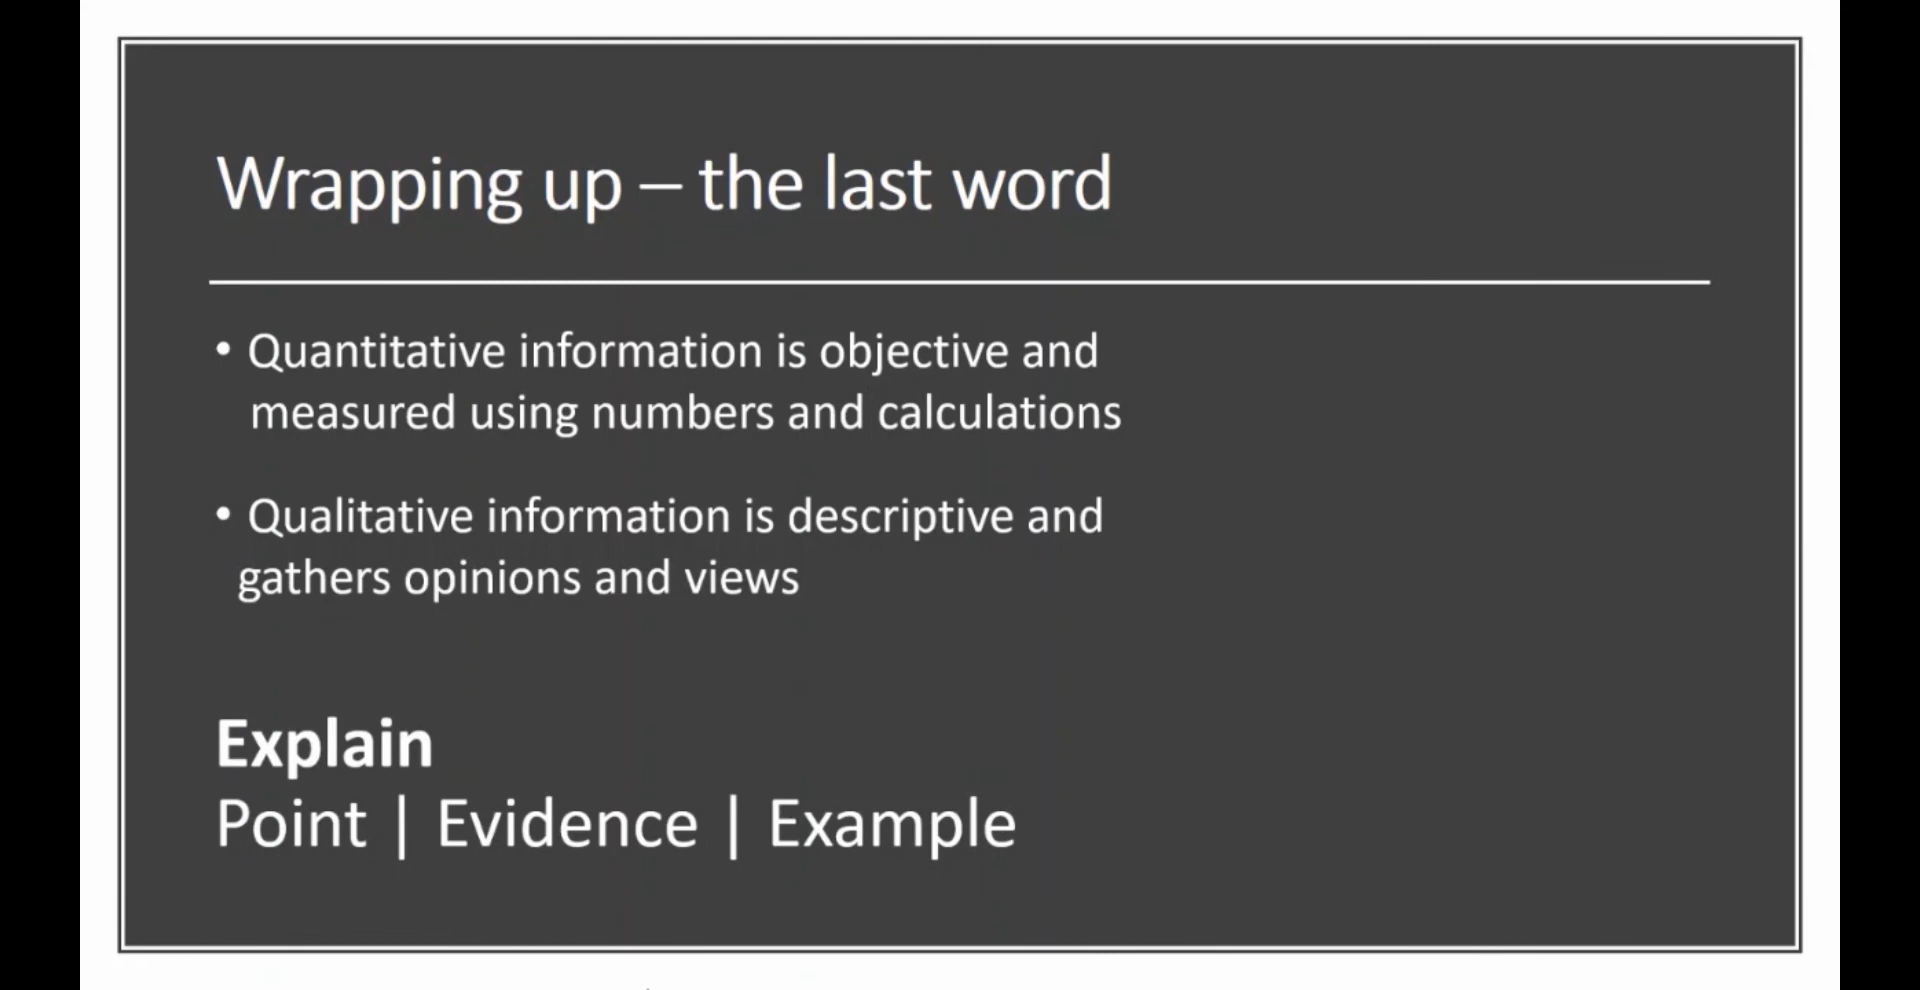 Wrapping up – the last word
• Quantitative information is objective and
measured using numbers and calculations
• Qualitative information is descriptive and
gathers opinions and views
Explain
Point | Evidence | Example